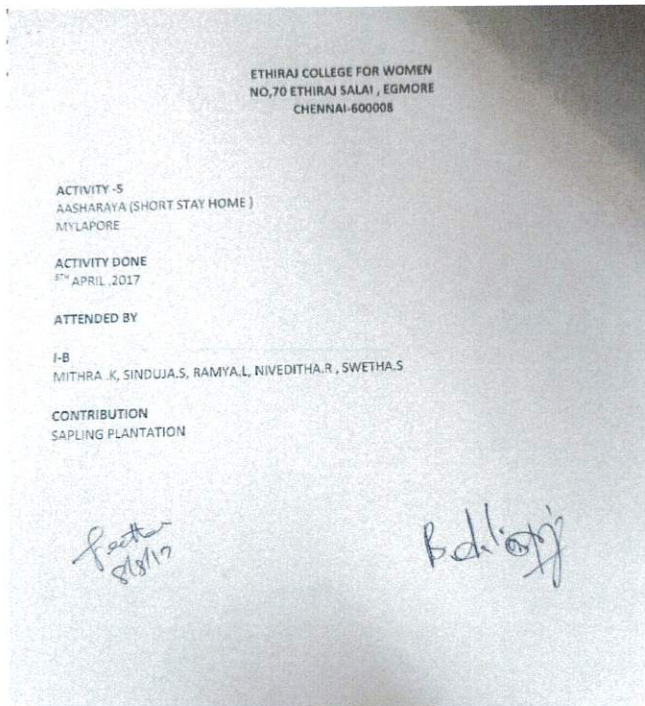 ETHIRAJ COLLEGE FOR WOMEN
NO,70 ETHIRAJ SALAI , EGMORE
CHENNAI-600008
ACTIVITY -5
AASHARAYA (SHORT STAY HOME )
MYLAPORE
ACTIVITY DONE
APRIL ,2017
ATTENDED BY
I-B
MITHRA .K, SINDUJA.S, RAMYA.L, NIVEDITHA.R , SWETHA.S
CONTRIBUTION
SAPLING PLANTATION
8/8/17